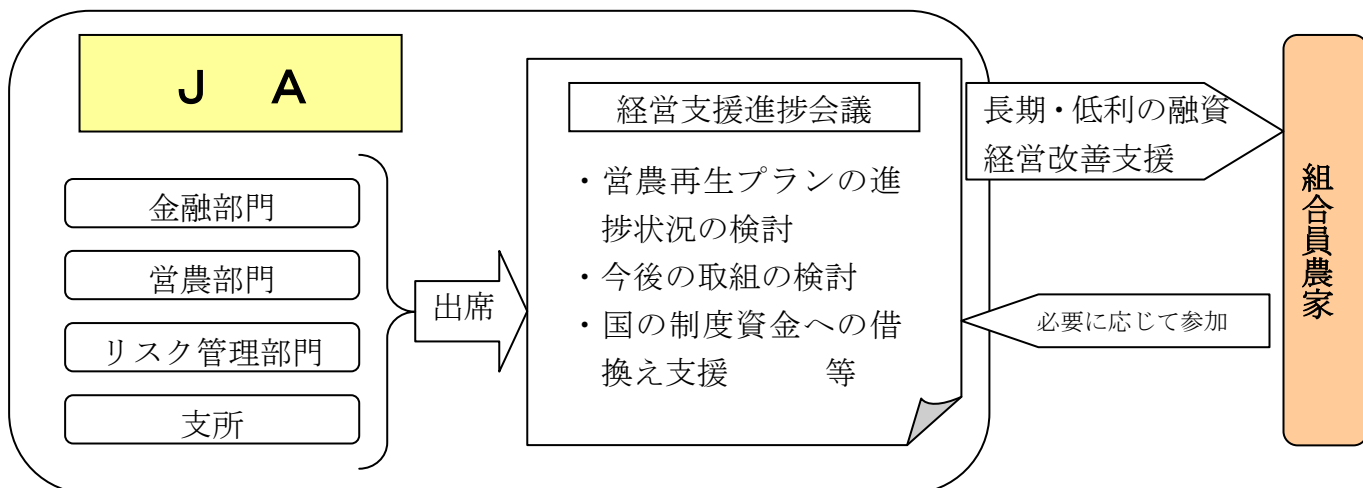 J A
金融部門
営農部門
リスク管理部門
支所
出席
経営支援進捗会議
・営農再生プランの進
捗状況の検討
・今後の取組の検討
・国の制度資金への借
換え支援 等
長期・低利の融資
経営改善支援
必要に応じて参加
組合員農家